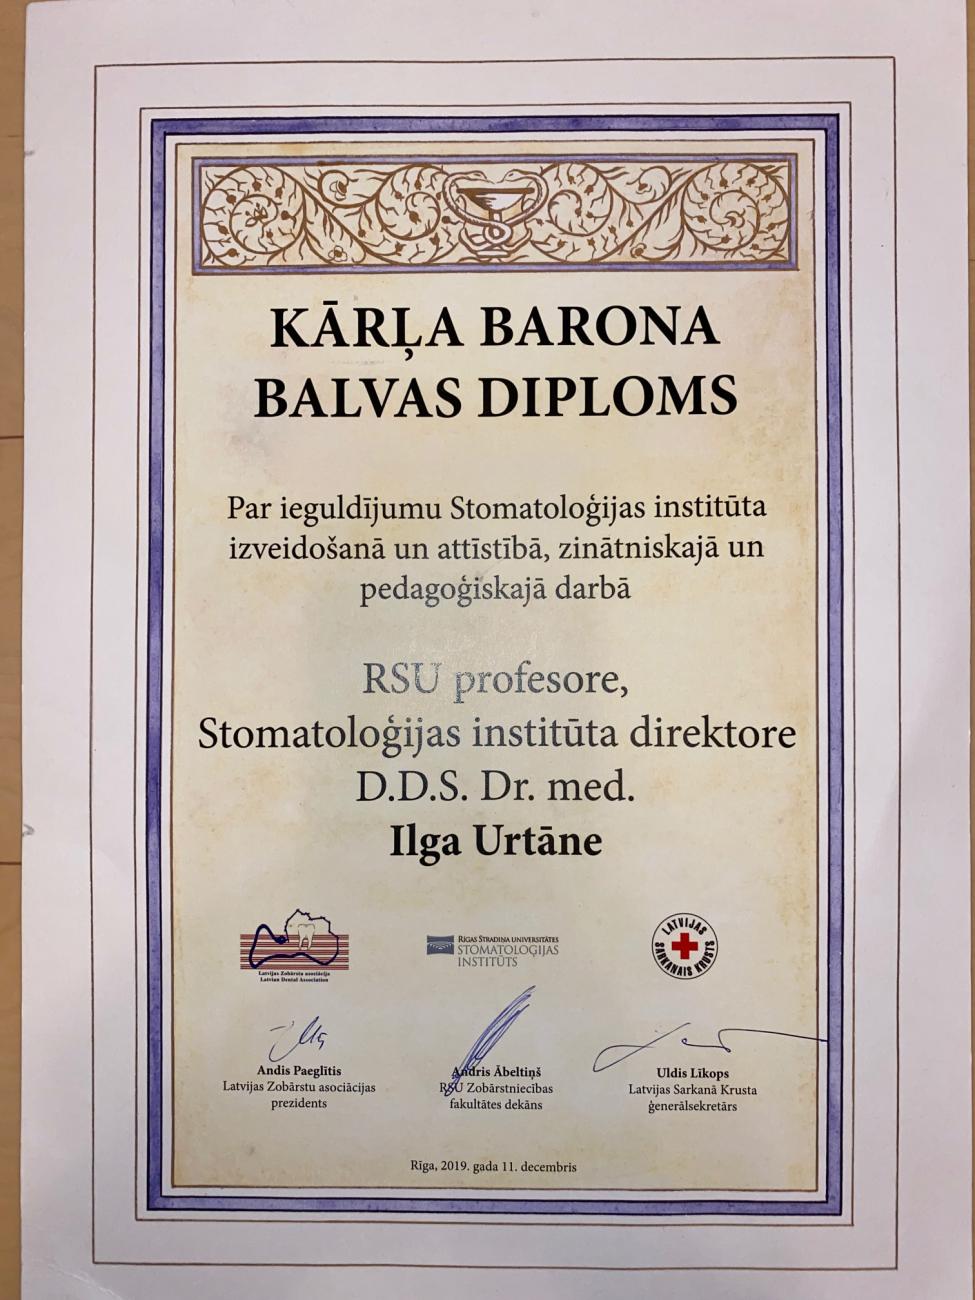 KĀRĻA BARONA
BALVAS DIPLOMS
Par ieguldījumu Stomatoloģijas institūta
izveidošanā un attīstībā, zinātniskajā un
pedagoģiskajā darbā
RSU profesore,
Stomatoloģijas institūta direktore
D.D.S. Dr. med.
Ilga Urtāne
Latvijas Zobārstu asociācija
Latvian Dental Association
RĪGAS STRADIŅA UNIVERSITĀTES
STOMATOLOĢIJAS
INSTITŪTS
LATVIJAS
SARKANAIS KRUSTS
Andis Paeglītis
Latvijas Zobārstu asociācijas
prezidents
Andris Ābeltiņš
RSU Zobārstniecības
fakultātes dekāns
Uldis Līkops
Latvijas Sarkanā Krusta
ģenerālsekretārs
Rīga, 2019. gada 11. decembris